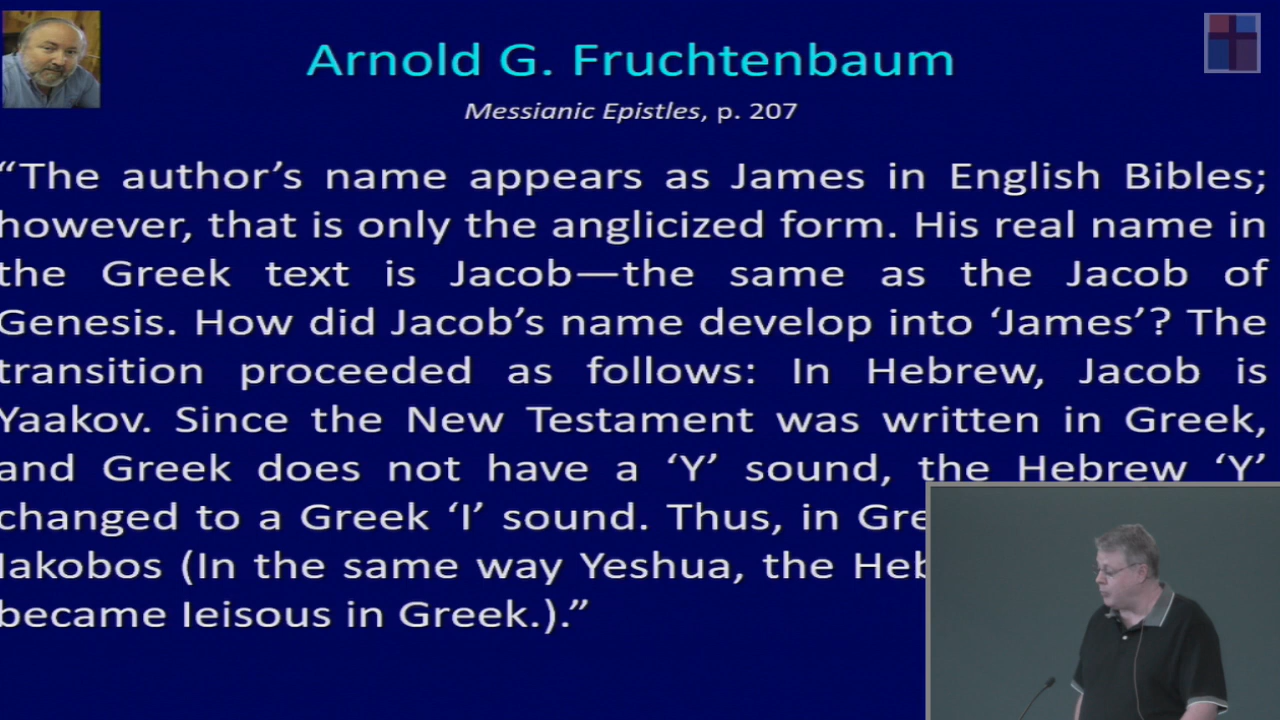 Arnold G. Fruchtenbaum
Messianic Epistles, p. 207
“The author’s name appears as James in English Bibles;
however, that is only the anglicized form. His real name in
the Greek text is Jacob—the same as the Jacob of
Genesis. How did Jacob’s name develop into ‘James’? The
transition proceeded as follows: In Hebrew, Jacob is
Yaakov. Since the New Testament was written in Greek,
and Greek does not have a ‘Y’ sound, the Hebrew ‘Y’
changed to a Greek ‘I’ sound. Thus, in
Iakobos (In the same way Yeshua, the
became Ieisous in Greek.).”